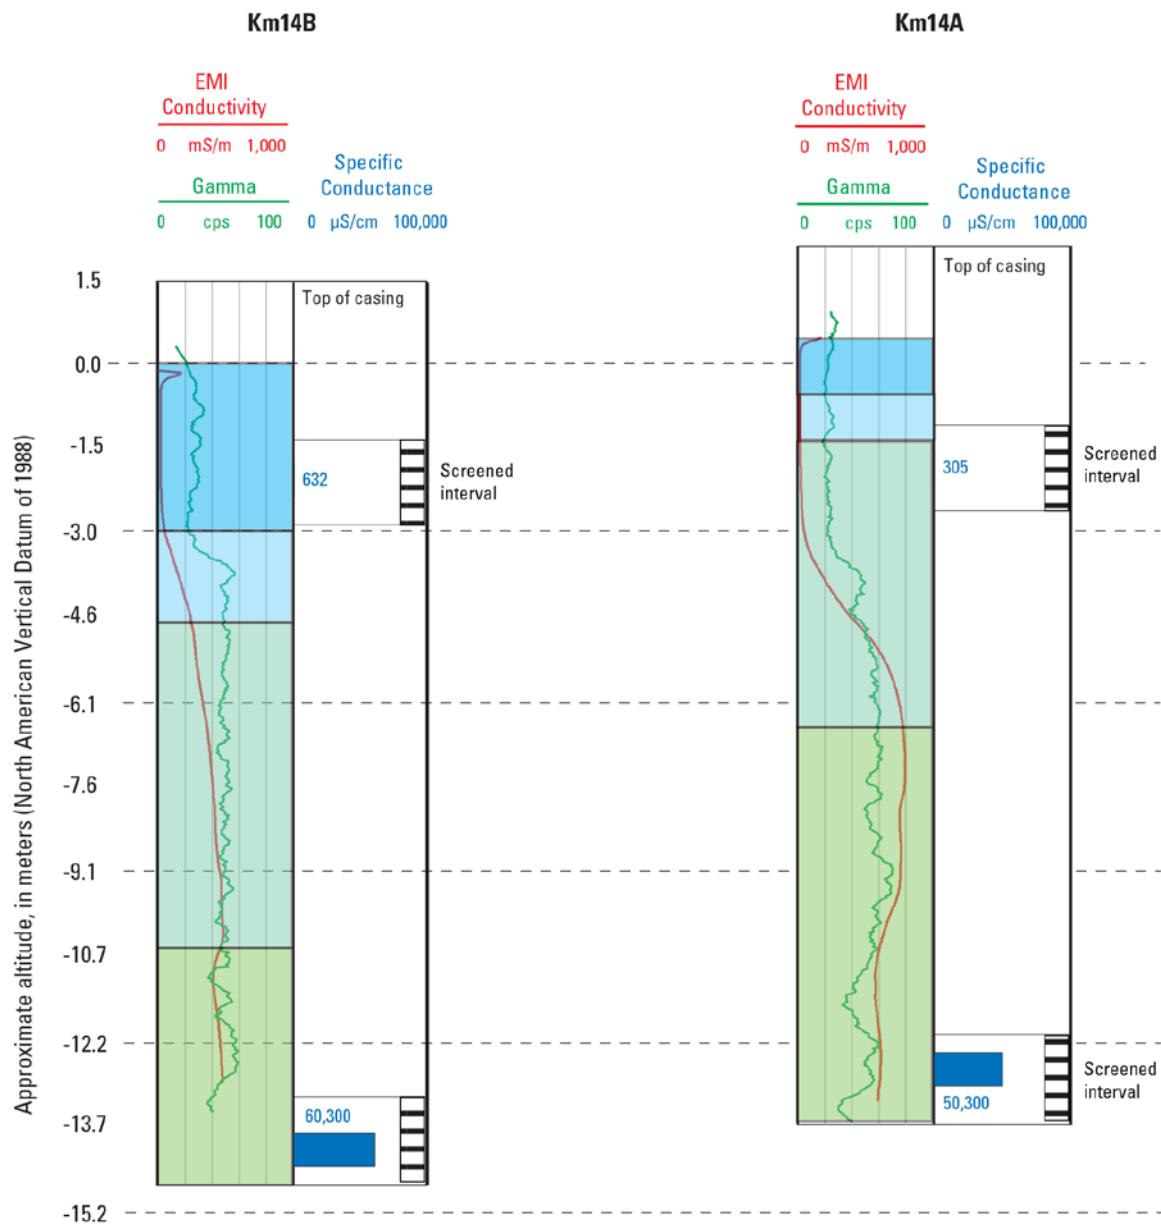 Km14B
Km14A
EMI
Conductivity
0 mS/m 1,000
Gamma
0 cps 100
Specific
Conductance
0 µS/cm 100,000
EMI
Conductivity
0 mS/m 1,000
Gamma
0 cps 100
Specific
Conductance
0 µS/cm 100,000
Approximate altitude, in meters (North American Vertical Datum of 1988)
1.5
0.0
-1.5
-3.0
-4.6
-6.1
-7.6
-9.1
-10.7
-12.2
-13.7
-15.2
Top of casing
632
Screened
interval
60,300
Top of casing
305
Screened
interval
50,300
Screened
interval